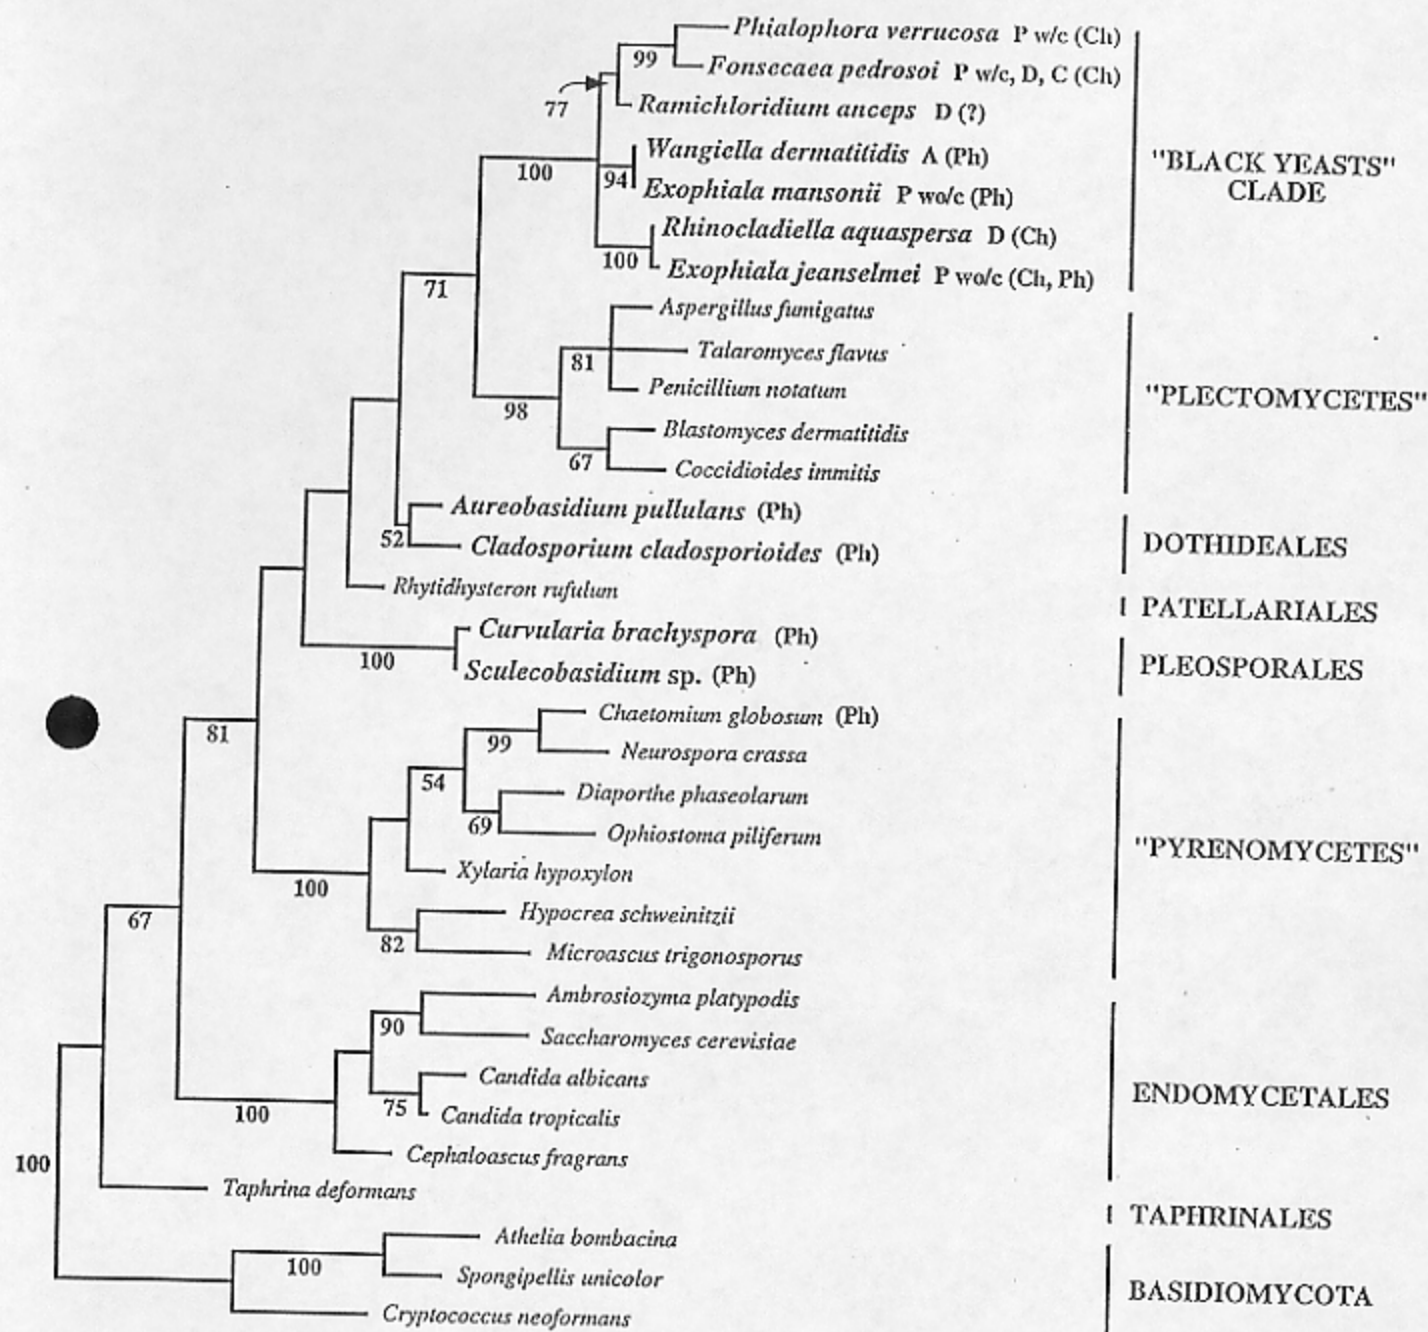 Phialophora verrucosa P w/c (Ch)
99
Fonsecaea pedrosoi P w/c, D, C (Ch)
77
Ramichloridium anceps D (?)
Wangiella dermatitidis A (Ph)
"BLACK YEASTS"
CLADE
100
94
Exophiala mansonii P wo/c (Ph)
Rhinocladiella aquaspersa D (Ch)
100
Exophiala jeanselmei P wo/c (Ch, Ph)
71
Aspergillus fumigatus
81
Talaromyces flavus
Penicillium notatum
"PLECTOMYCETES"
98
Blastomyces dermatitidis
67
Coccidioides immitis
Aureobasidium pullulans (Ph)
52
Cladosporium cladosporioides (Ph)
DOTHIDEALES
Rhytidhysteron rufulum
PATELLARIALES
Curvularia brachyspora (Ph)
100
Sculecobasidium sp. (Ph)
PLEOSPORALES
Chaetomium globosum (Ph)
81
99
Neurospora crassa
54
Diaporthe phaseolarum
69
Ophiostoma piliferum
"PYRENOMYCETES"
Xylaria hypoxylon
100
Hypocrea schweinitzii
67
82
Microascus trigonosporus
Ambrosiozyma platypodis
90
Saccharomyces cerevisiae
Candida albicans
ENDOMYCETALES
100
75
Candida tropicalis
Cephaloascus fragrans
100
Taphrina deformans
TAPHRINALES
Athelia bombacina
100
Spongipellis unicolor
BASIDIOMYCOTA
Cryptococcus neoformans